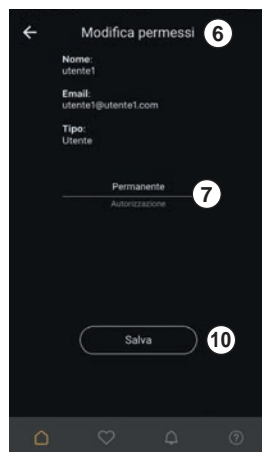 Modifica permessi 6
Nome:
utente1
Email:
utente1@utente1.com
Tipo:
Utente
Permanente 7
Autorizzazione
Salva 10
?